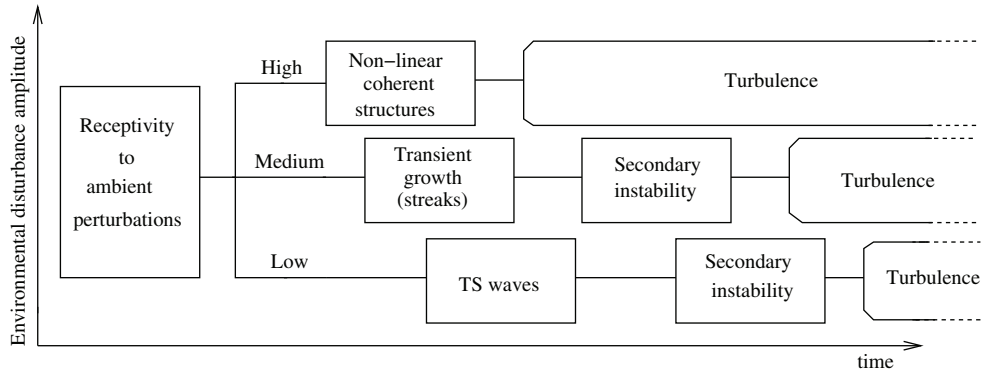 Environmental disturbance amplitude
Receptivity
to
ambient
perturbations
High
Non-linear
coherent
structures
Turbulence
Medium
Transient
growth
(streaks)
Secondary
instability
Turbulence
Low
TS waves
Secondary
instability
Turbulence
time